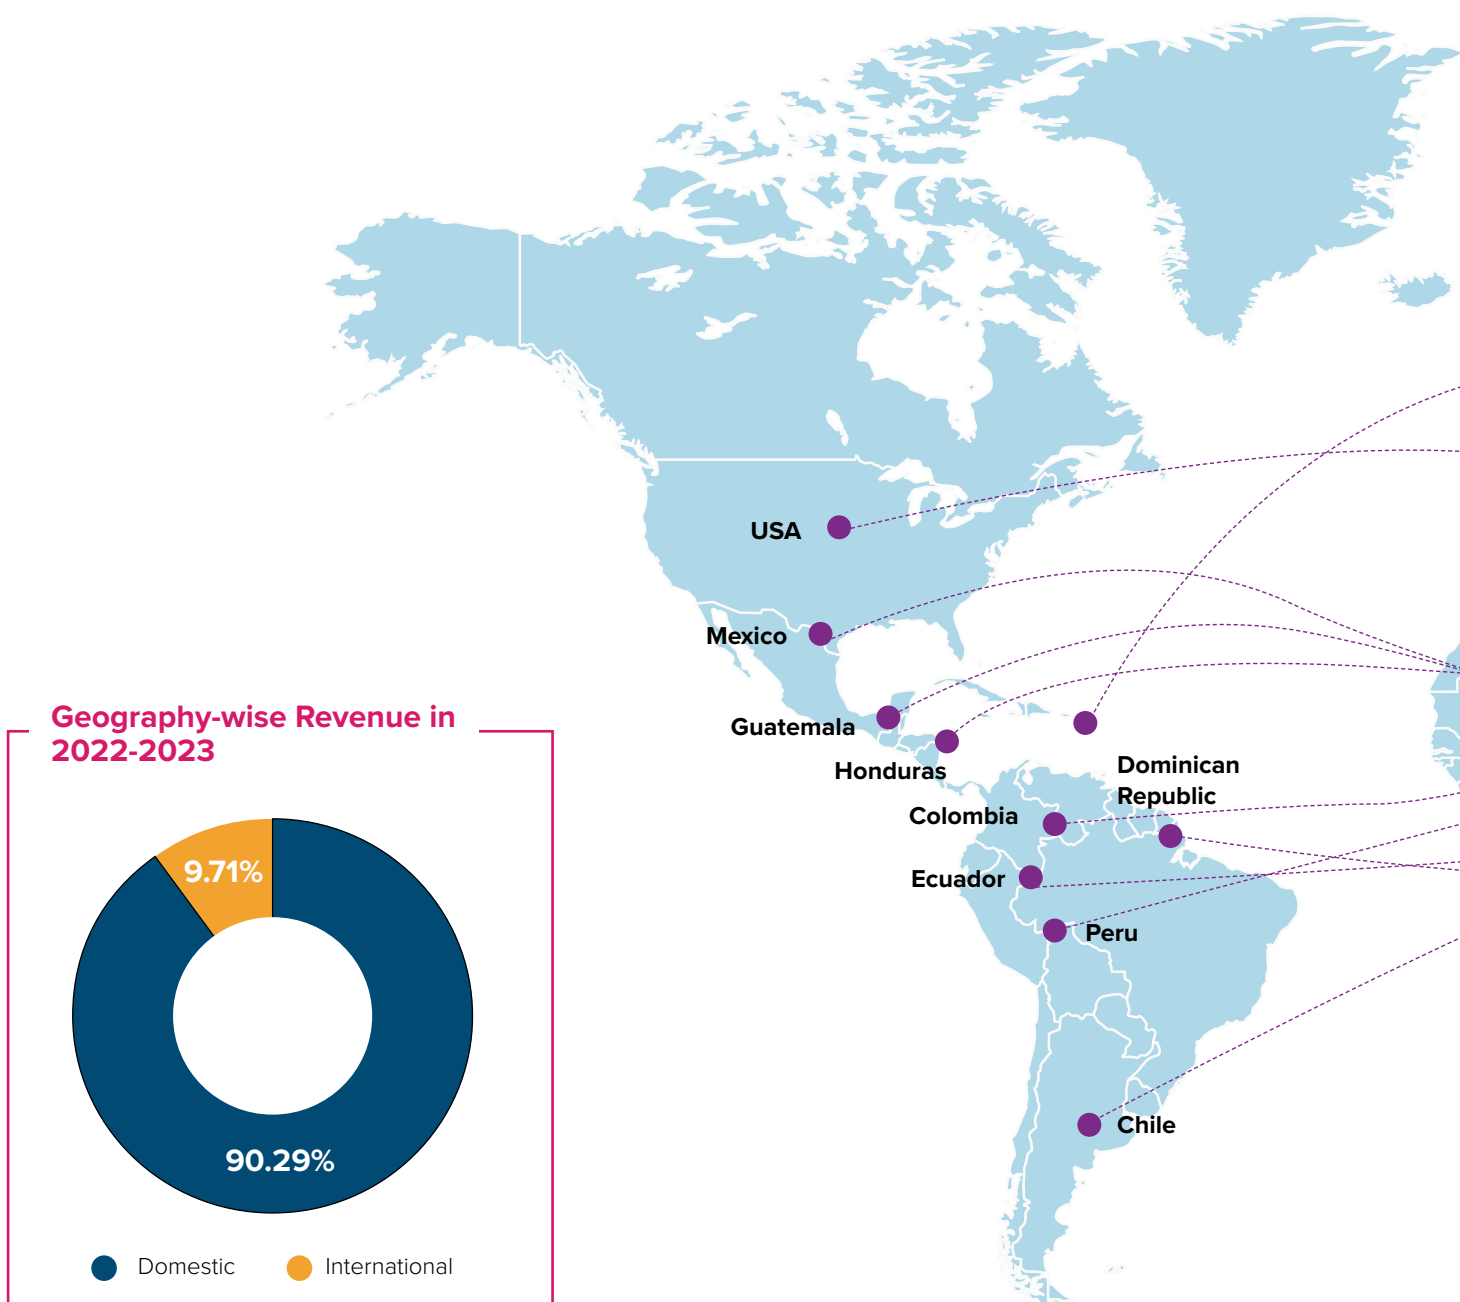 USA
Mexico
Guatemala
Honduras
Dominican
Republic
Colombia
Ecuador
Peru
Chile
Geography-wise Revenue in
2022-2023
9.71%
90.29%
Domestic
International